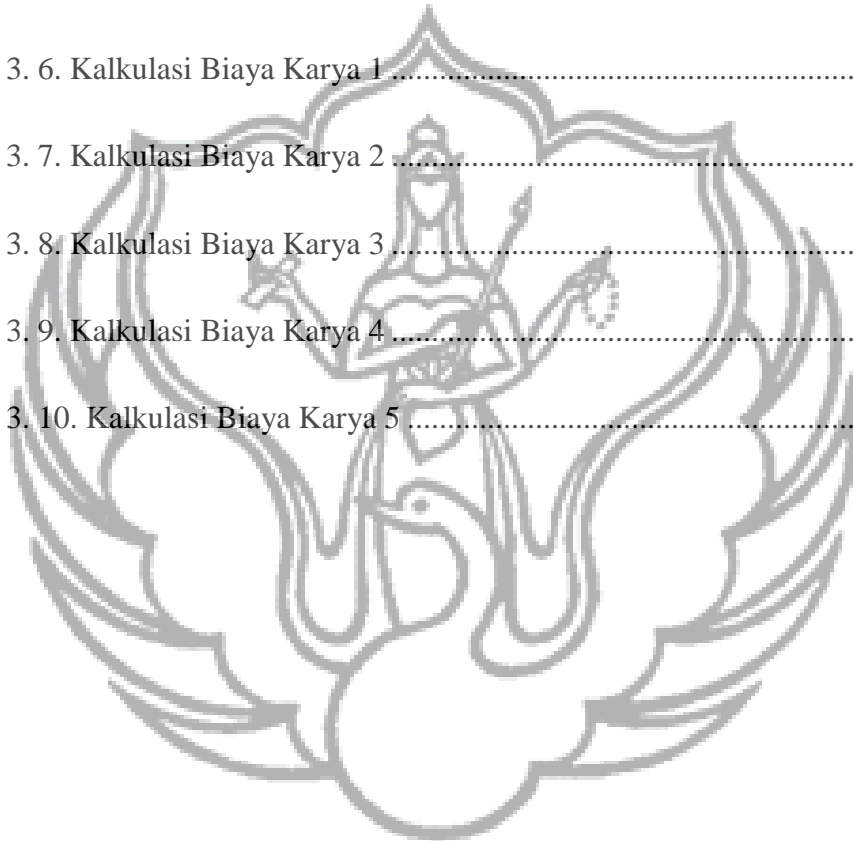 3. 6. Kalkulasi Biaya Karya 1 ..........................................................
3. 7. Kalkulasi Biaya Karya 2 ..........................................................
3. 8. Kalkulasi Biaya Karya 3 ..........................................................
3. 9. Kalkulasi Biaya Karya 4 ..........................................................
3. 10. Kalkulasi Biaya Karya 5 ........................................................